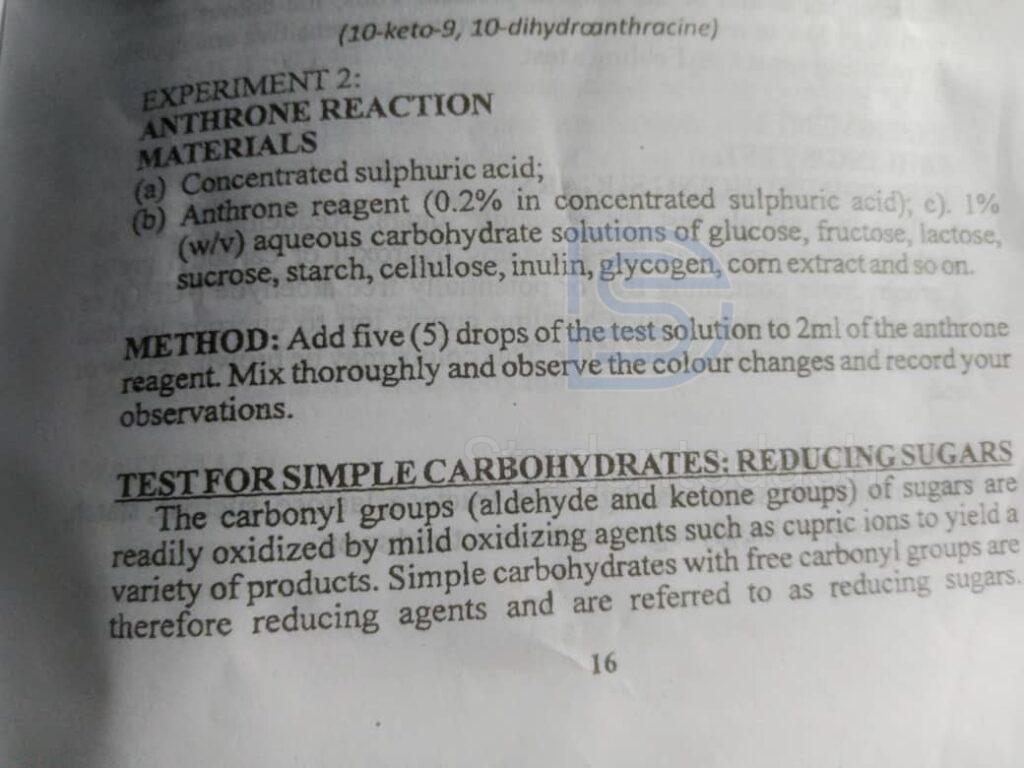 (10-keto-9, 10-dihydroanthracine)
EXPERIMENT 2:
ANTHRONE REACTION
MATERIALS
(a) Concentrated sulphuric acid;
(b) Anthrone reagent (0.2% in concentrated sulphuric acid); c). 1%
(w/v) aqueous carbohydrate solutions of glucose, fructose, lactose,
sucrose, starch, cellulose, inulin, glycogen, corn extract and so on.
METHOD: Add five (5) drops of the test solution to 2ml of the anthrone
reagent. Mix thoroughly and observe the colour changes and record your
observations.
TEST FOR SIMPLE CARBOHYDRATES: REDUCING SUGARS
The carbonyl groups (aldehyde and ketone groups) of sugars are
readily oxidized by mild oxidizing agents such as cupric ions to yield a
variety of products. Simple carbohydrates with free carbonyl groups are
therefore reducing agents and are referred to as reducing sugars.
16